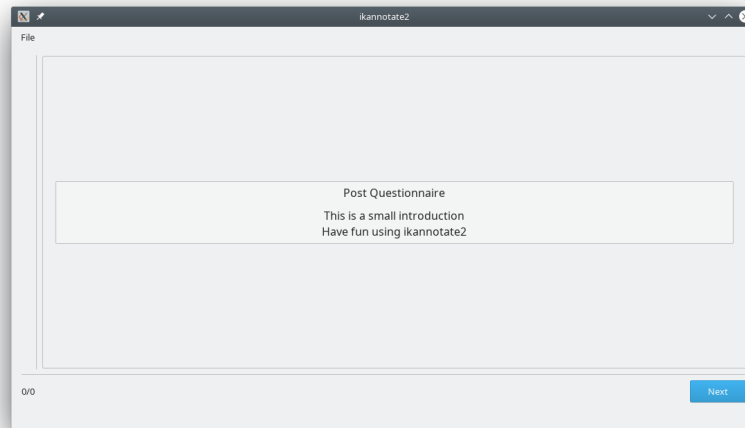 ikannotate2
File
Post Questionnaire
This is a small introduction
Have fun using ikannotate2
0/0
Next